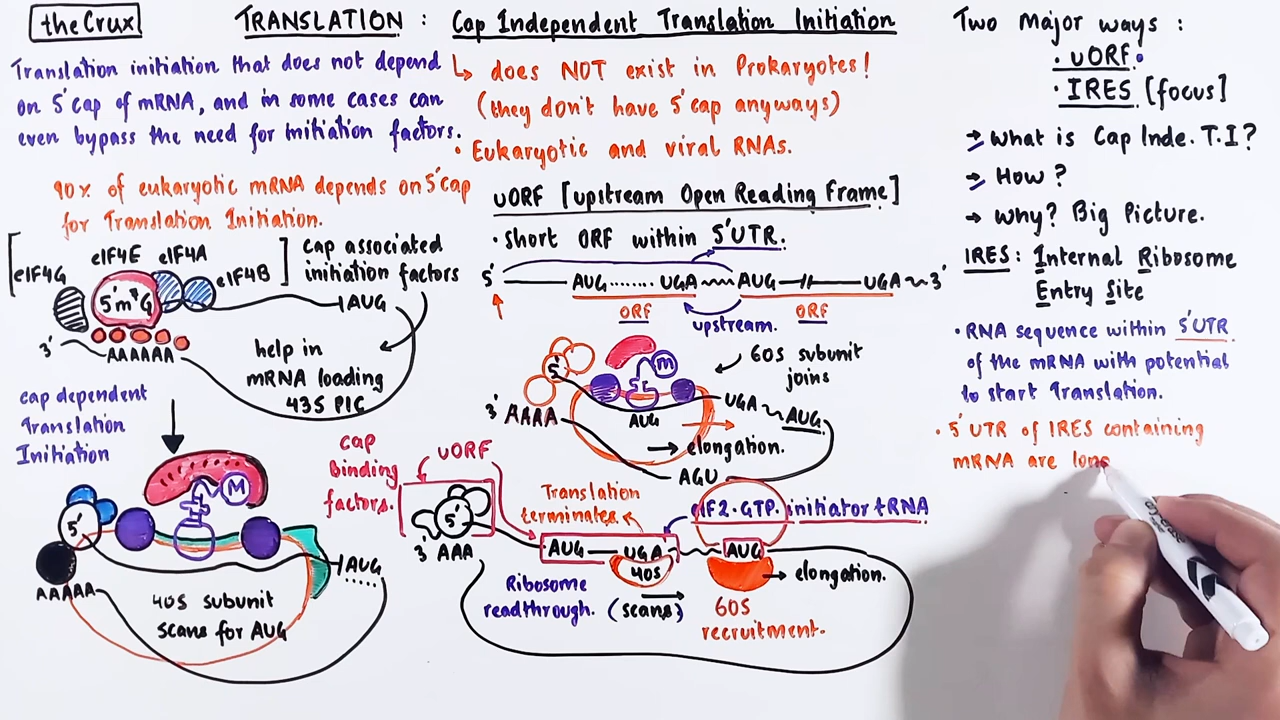 theCrux
TRANSLATION : Cap Independent Translation Initiation
Translation initiation that does not depend
on 5' cap of mRNA, and in some cases can
even bypass the need for initiation factors.
↳ does NOT exist in Prokaryotes!
(they don't have 5' cap anyways)
• Eukaryotic and viral RNAs.
90% of eukaryotic mRNA depends on 5' cap
for Translation Initiation.
[eIF4G eIF4E eIF4A eIF4B]
Cap associated
initiation factors
5'm⁷G
AUG
3'
AAAAAA
help in
mRNA loading
43S PIC
cap dependent
Translation
Initiation
M
5'
AUG
AAAAA
40S subunit
scans for AUG
uORF [upstream Open Reading Frame]
• Short ORF within 5'UTR.
5' AUG........ UGA AUG UGA 3'
ORF ORF
upstream.
60S subunit
joins
5'
M
3' AAAA
AUG
UGA AUG
→ elongation.
AGU
Cap
Binding
factors.
uORF
Translation
terminates
eIF2·GTP. initiator tRNA
5'
3' AAA
AUG UGA AUG
40S
→ elongation.
Ribosome
readthrough. (scans)
60S
recruitment.
Two Major ways :
• uORF
• IRES [focus]
→ What is Cap Inde. T.I?
→ How?
→ Why? Big Picture.
IRES : Internal Ribosome
Entry Site
• RNA sequence within 5'UTR
of the mRNA with potential
to start Translation.
• 5' UTR of IRES containing
mRNA are long